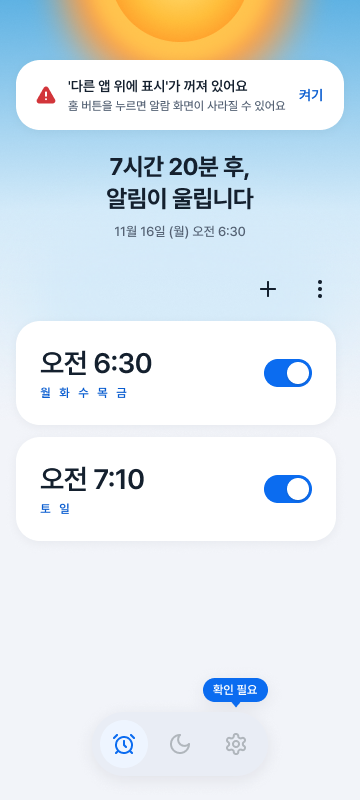 '다른 앱 위에 표시'가 꺼져 있어요
홈 버튼을 누르면 알람 화면이 사라질 수 있어요
켜기
7시간 20분 후,
알림이 울립니다
11월 16일 (월) 오전 6:30
오전 6:30
월 화 수 목 금
오전 7:10
토 일
확인 필요